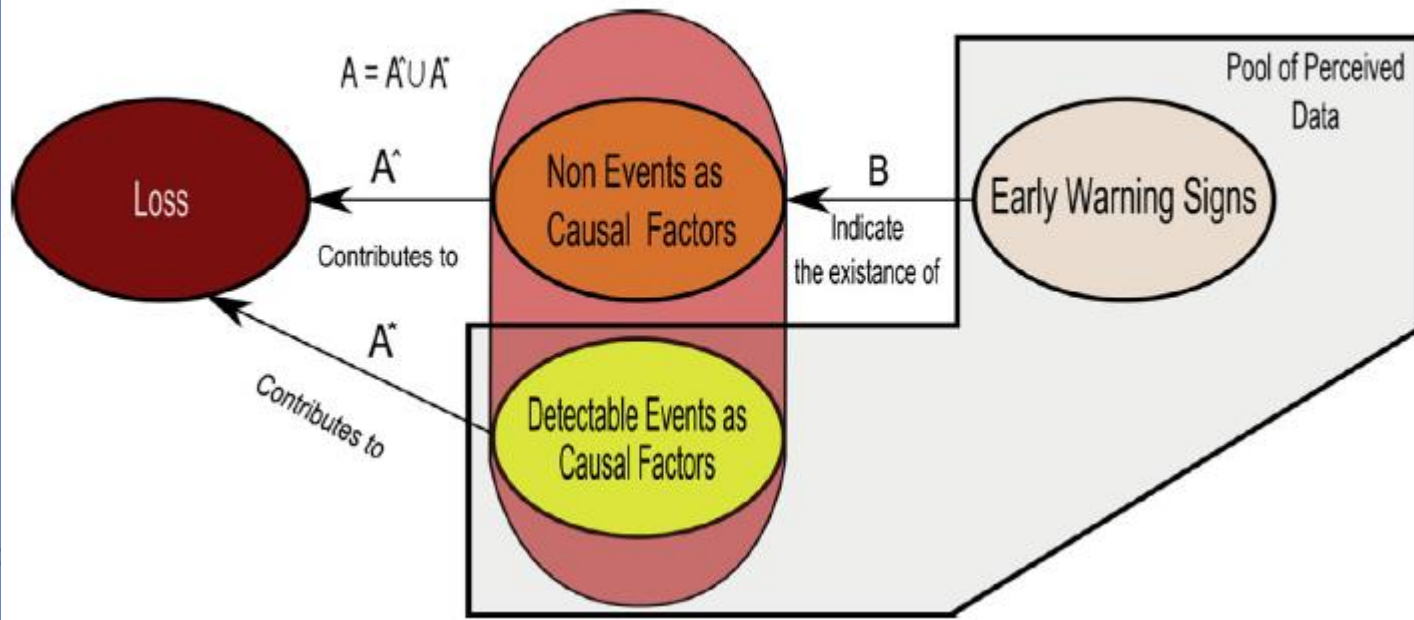 A = A^ ∪ A*
Pool of Perceived
Data
Loss
A^
Contributes to
Non Events as
Causal Factors
B
Indicate
the existance of
Early Warning Signs
A*
Contributes to
Detectable Events as
Causal Factors